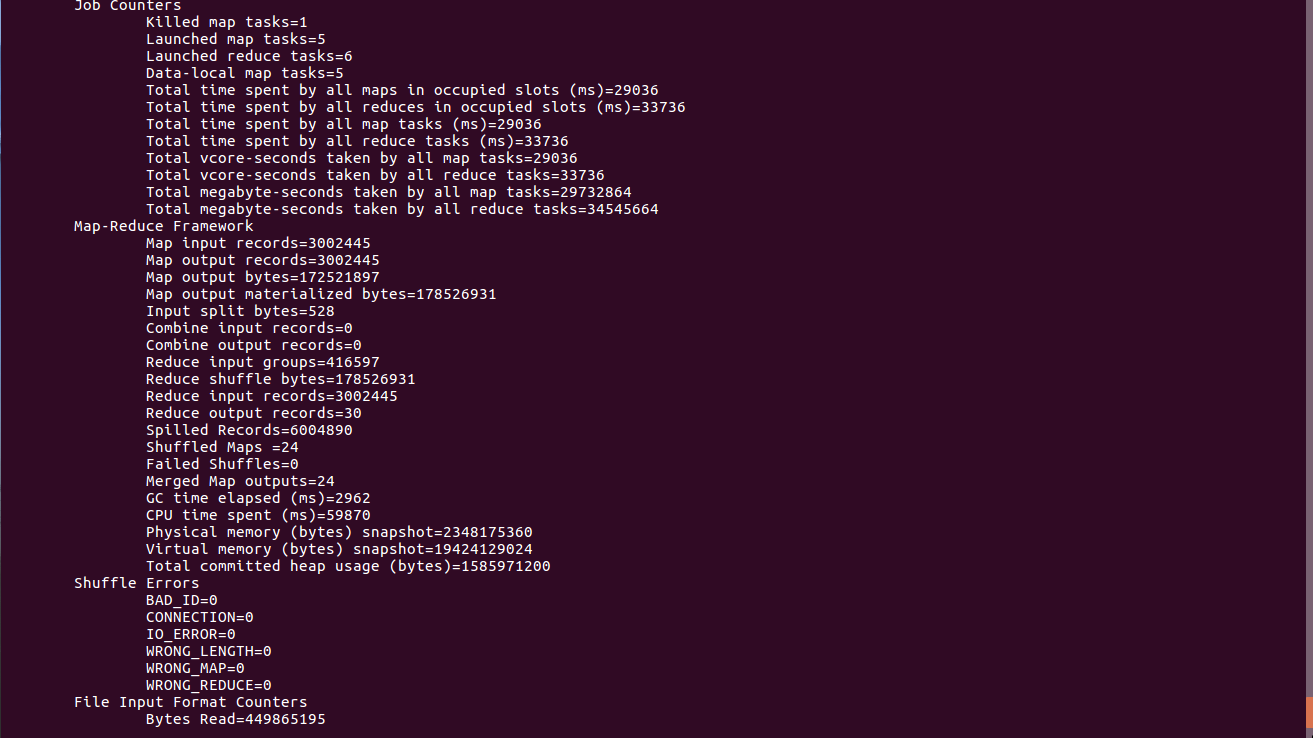 Job Counters
Killed map tasks=1
Launched map tasks=5
Launched reduce tasks=6
Data-local map tasks=5
Total time spent by all maps in occupied slots (ms)=29036
Total time spent by all reduces in occupied slots (ms)=33736
Total time spent by all map tasks (ms)=29036
Total time spent by all reduce tasks (ms)=33736
Total vcore-seconds taken by all map tasks=29036
Total vcore-seconds taken by all reduce tasks=33736
Total megabyte-seconds taken by all map tasks=29732864
Total megabyte-seconds taken by all reduce tasks=34545664
Map-Reduce Framework
Map input records=3002445
Map output records=3002445
Map output bytes=172521897
Map output materialized bytes=178526931
Input split bytes=528
Combine input records=0
Combine output records=0
Reduce input groups=416597
Reduce shuffle bytes=178526931
Reduce input records=3002445
Reduce output records=30
Spilled Records=6004890
Shuffled Maps =24
Failed Shuffles=0
Merged Map outputs=24
GC time elapsed (ms)=2962
CPU time spent (ms)=59870
Physical memory (bytes) snapshot=2348175360
Virtual memory (bytes) snapshot=19424129024
Total committed heap usage (bytes)=1585971200
Shuffle Errors
BAD_ID=0
CONNECTION=0
IO_ERROR=0
WRONG_LENGTH=0
WRONG_MAP=0
WRONG_REDUCE=0
File Input Format Counters
Bytes Read=449865195